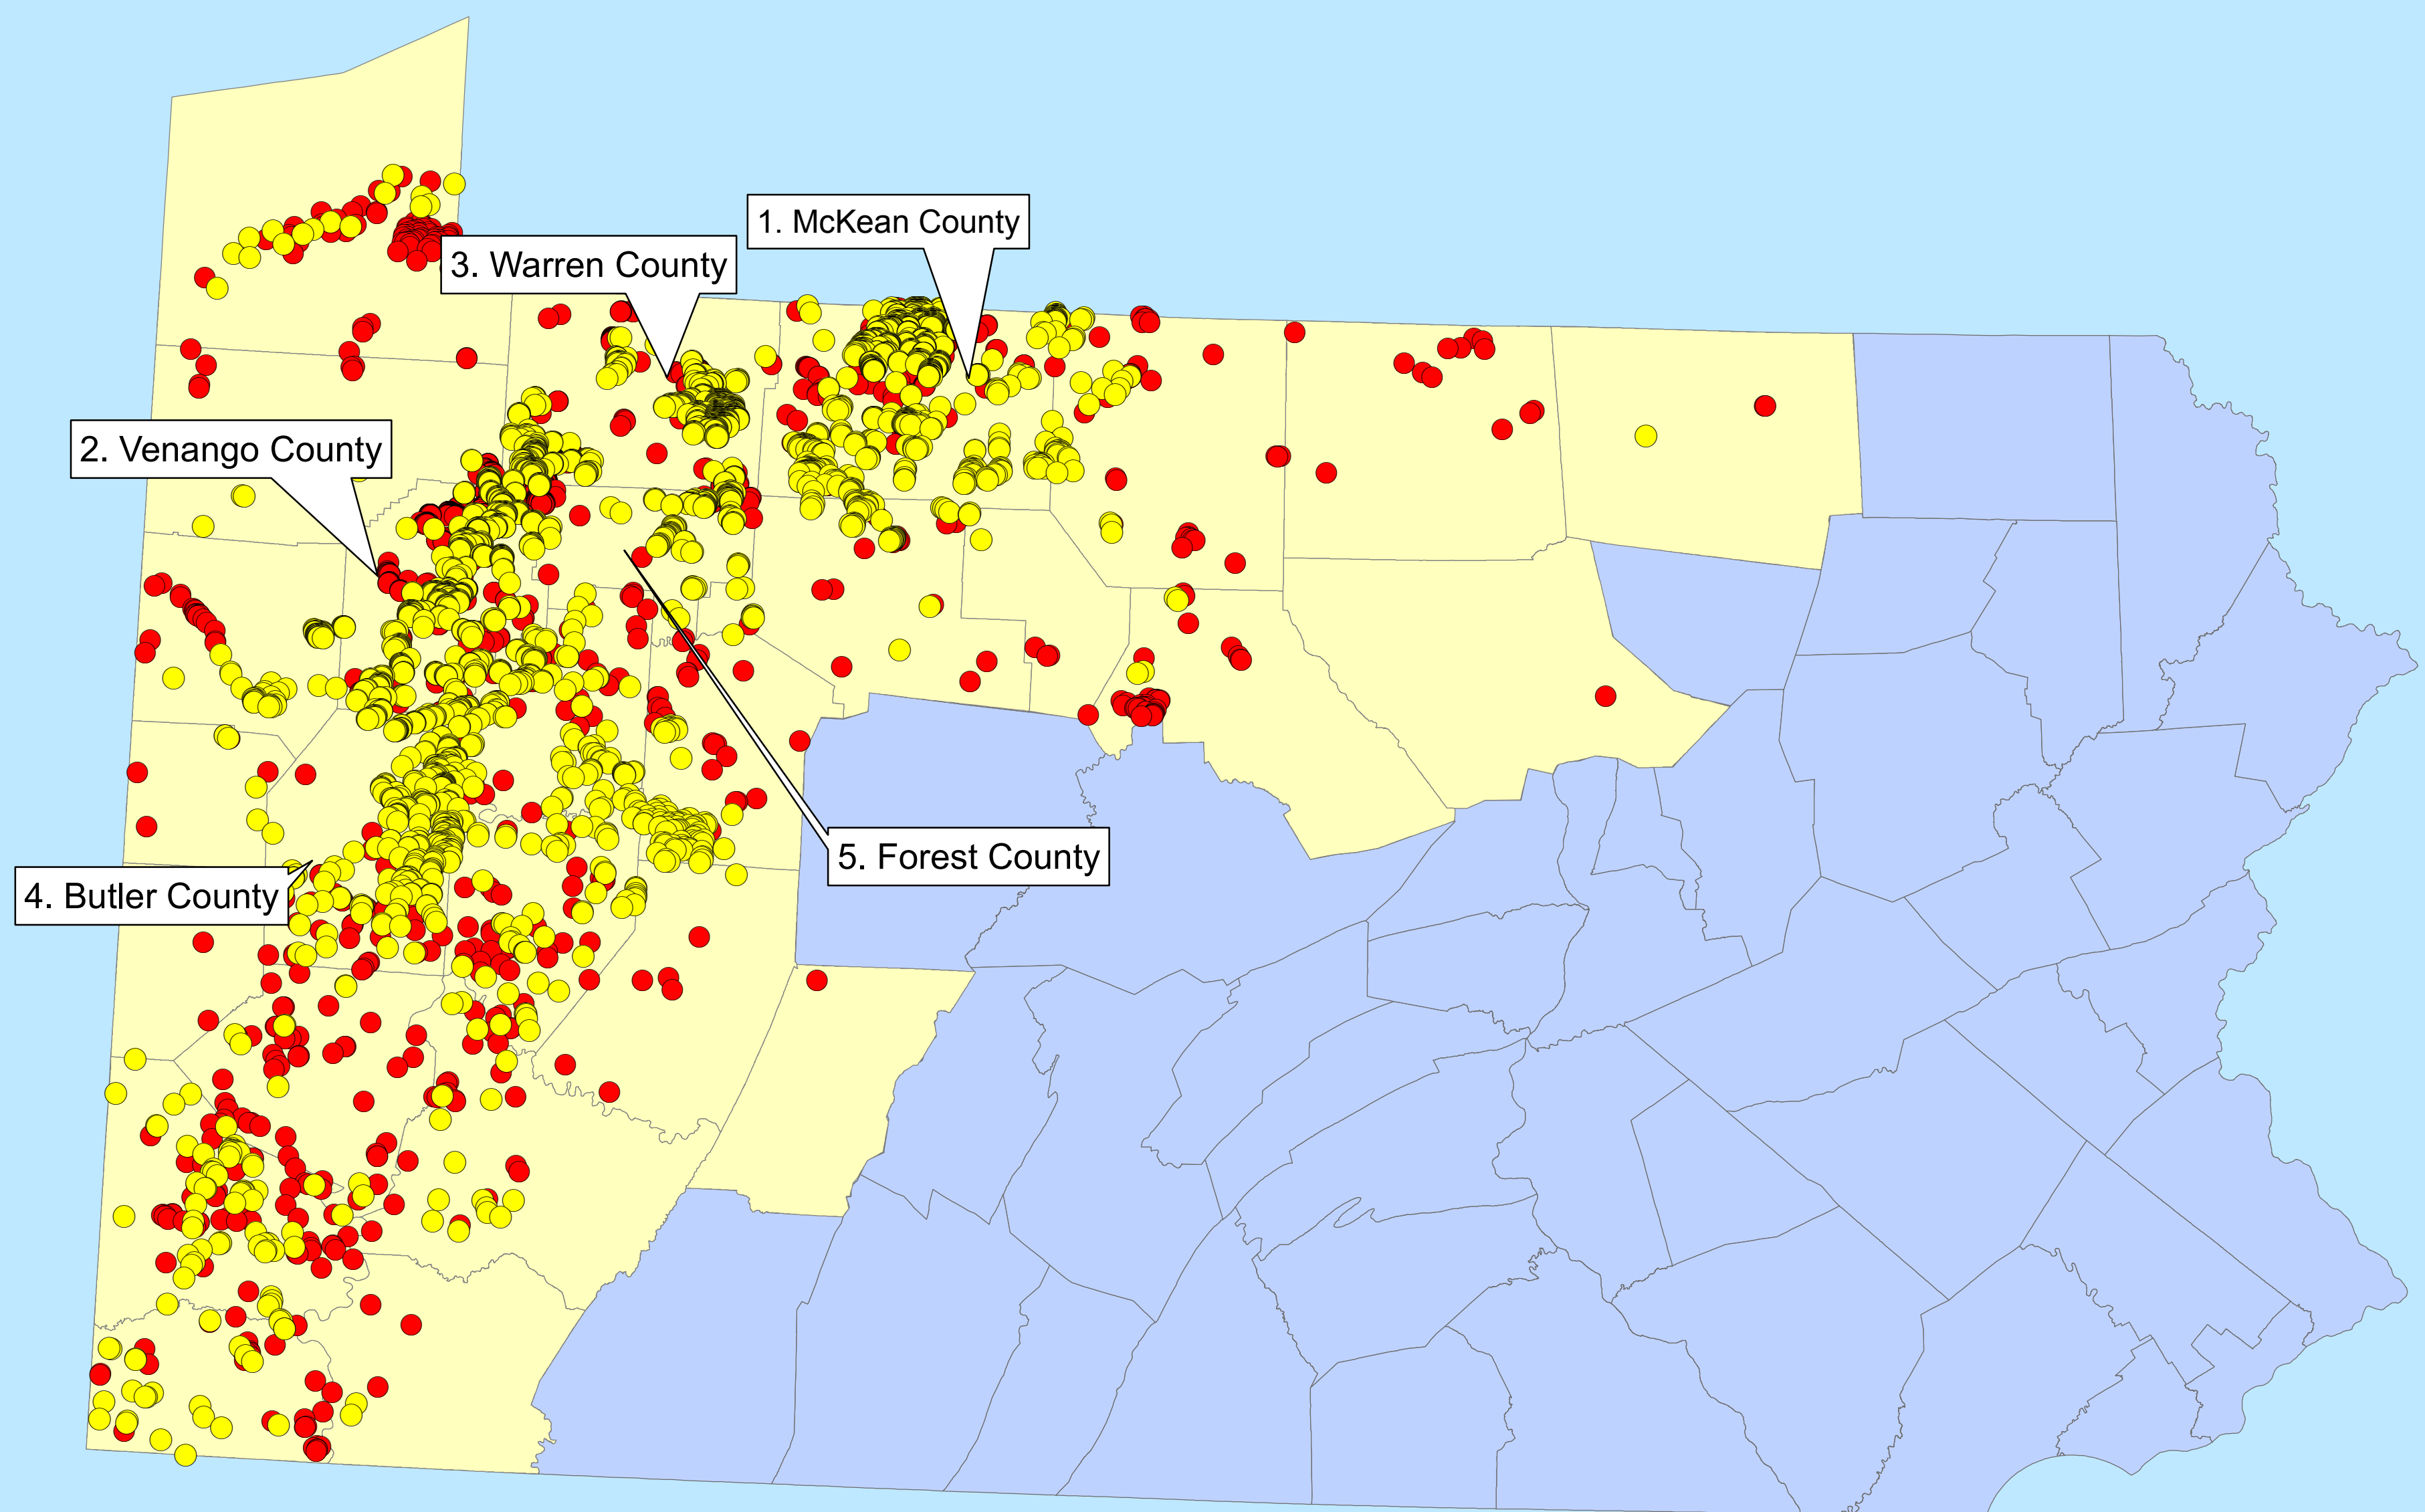 1. McKean County
3. Warren County
2. Venango County
5. Forest County
4. Butler County